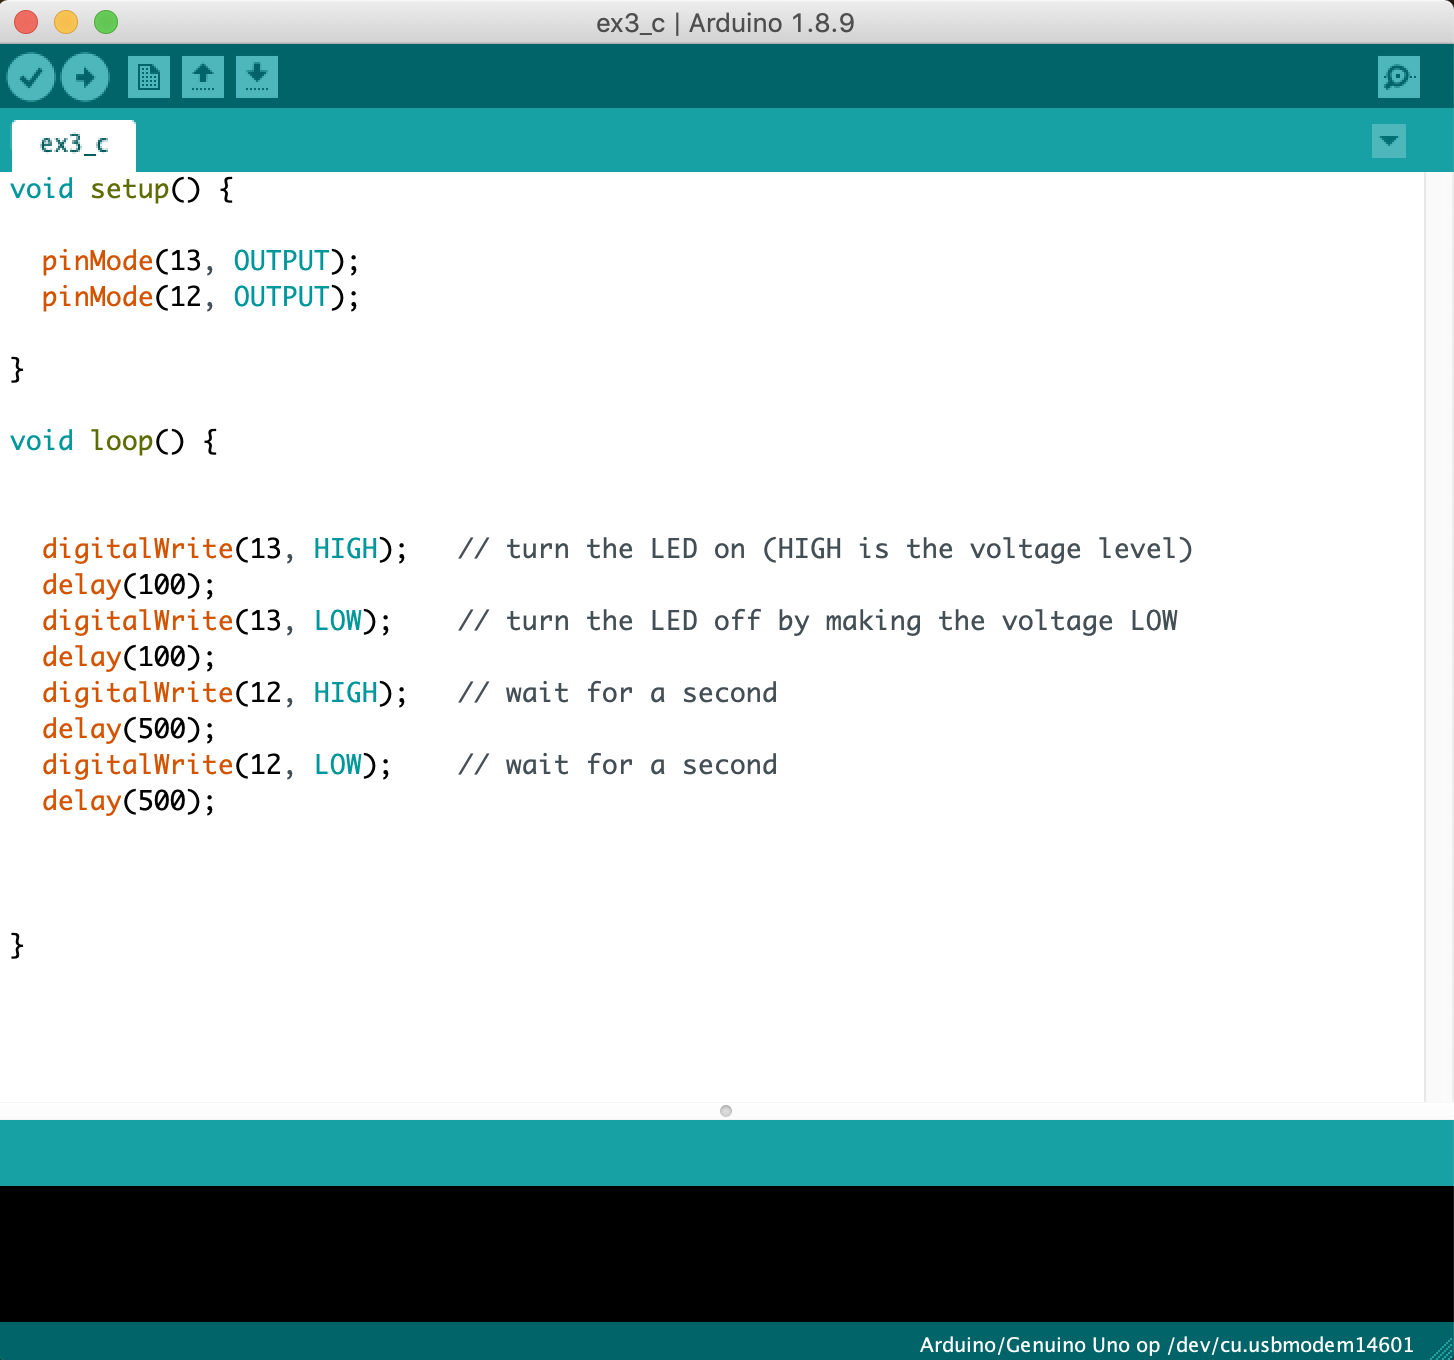 ex3_c | Arduino 1.8.9
ex3_c
void setup() {
  pinMode(13, OUTPUT);
  pinMode(12, OUTPUT);
}
void loop() {
  digitalWrite(13, HIGH);   // turn the LED on (HIGH is the voltage level)
  delay(100);
  digitalWrite(13, LOW);    // turn the LED off by making the voltage LOW
  delay(100);
  digitalWrite(12, HIGH);   // wait for a second
  delay(500);
  digitalWrite(12, LOW);    // wait for a second
  delay(500);
}
Arduino/Genuino Uno op /dev/cu.usbmodem14601